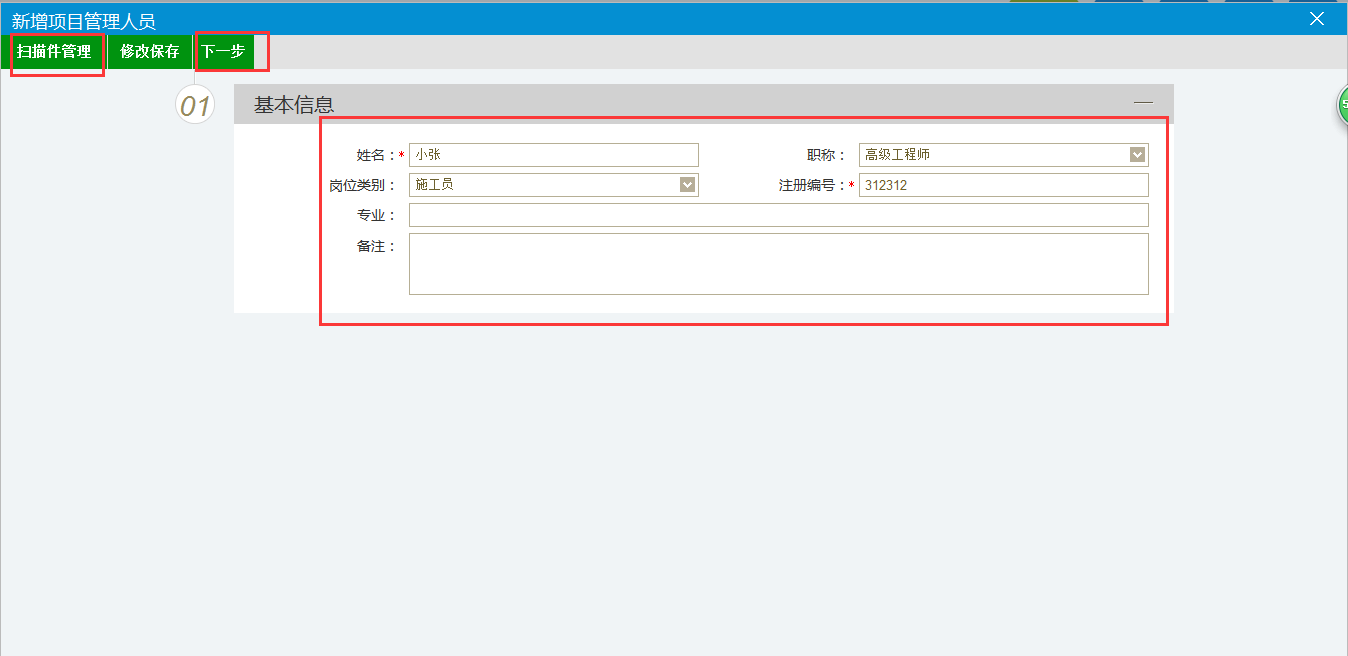 新增项目管理人员
扫描件管理 修改保存 下一步
01 基本信息
姓名：* 小张 职称： 高级工程师
岗位类别： 施工员 注册编号：* 312312
专业：
备注：